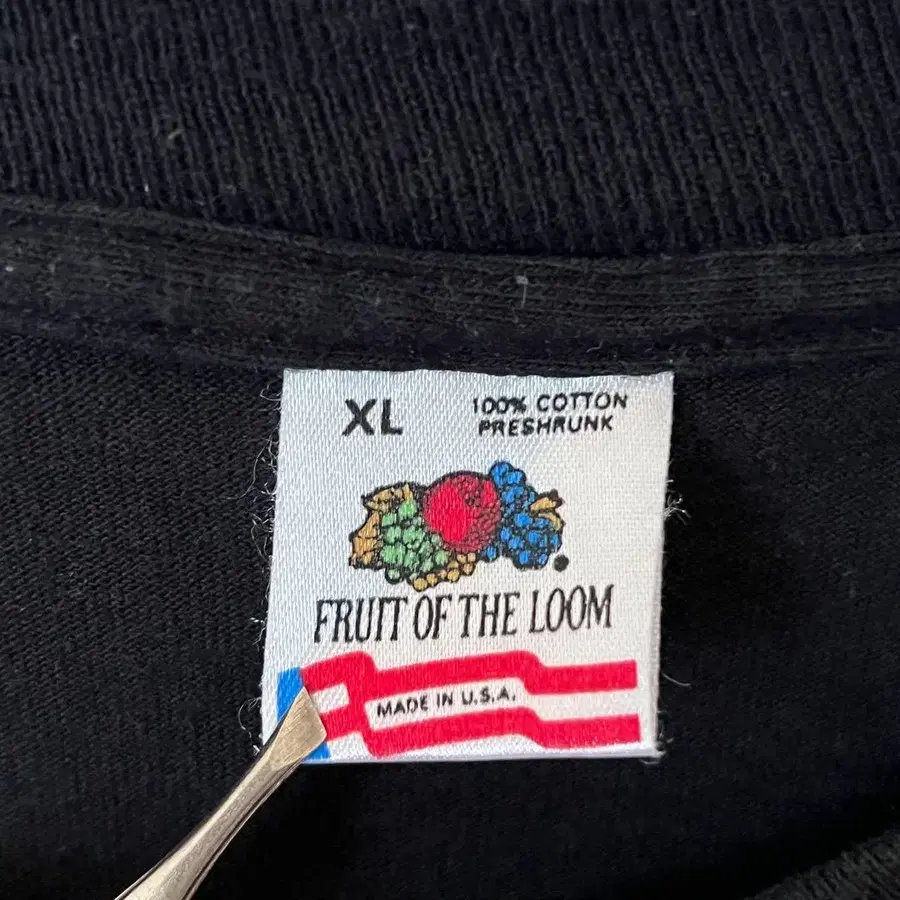 XL
100% COTTON
PRESHRUNK
FRUIT OF THE LOOM
MADE IN U.S.A.